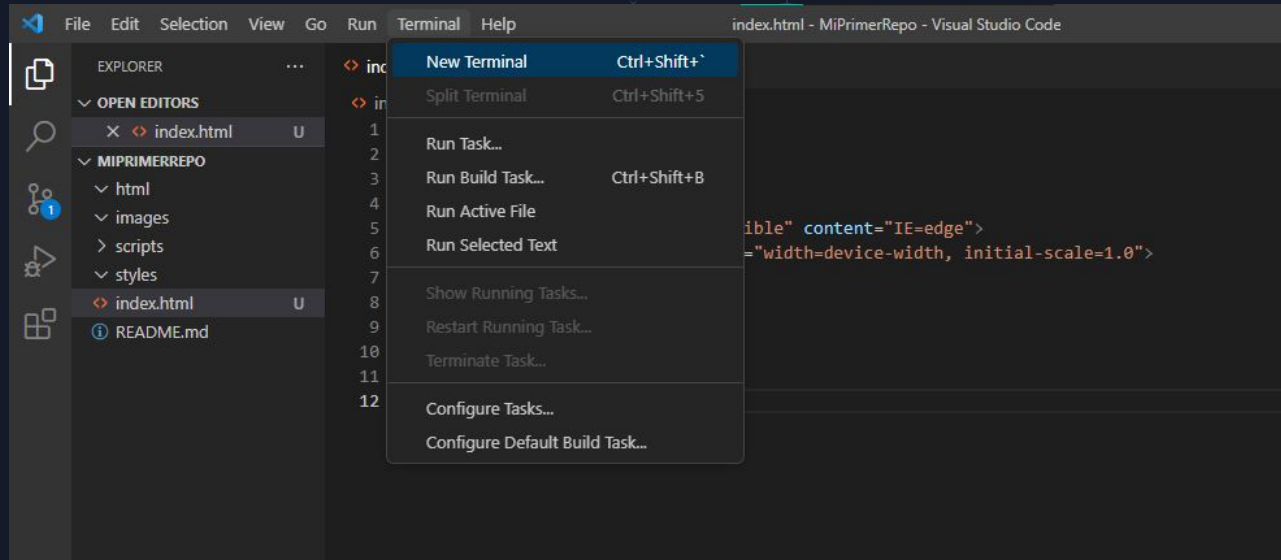 File Edit Selection View Go Run Terminal Help index.html - MiPrimerRepo - Visual Studio Code
EXPLORER ...
OPEN EDITORS
index.html U
MIPRIMERREPO
html
images
scripts
styles
index.html U
README.md
1
New Terminal Ctrl+Shift+`
Split Terminal Ctrl+Shift+5
Run Task...
Run Build Task... Ctrl+Shift+B
Run Active File
Run Selected Text
Show Running Tasks...
Restart Running Task...
Terminate Task...
Configure Tasks...
Configure Default Build Task...
1
2
3
4
5 ible" content="IE=edge">
6 ="width=device-width, initial-scale=1.0">
7
8
9
10
11
12